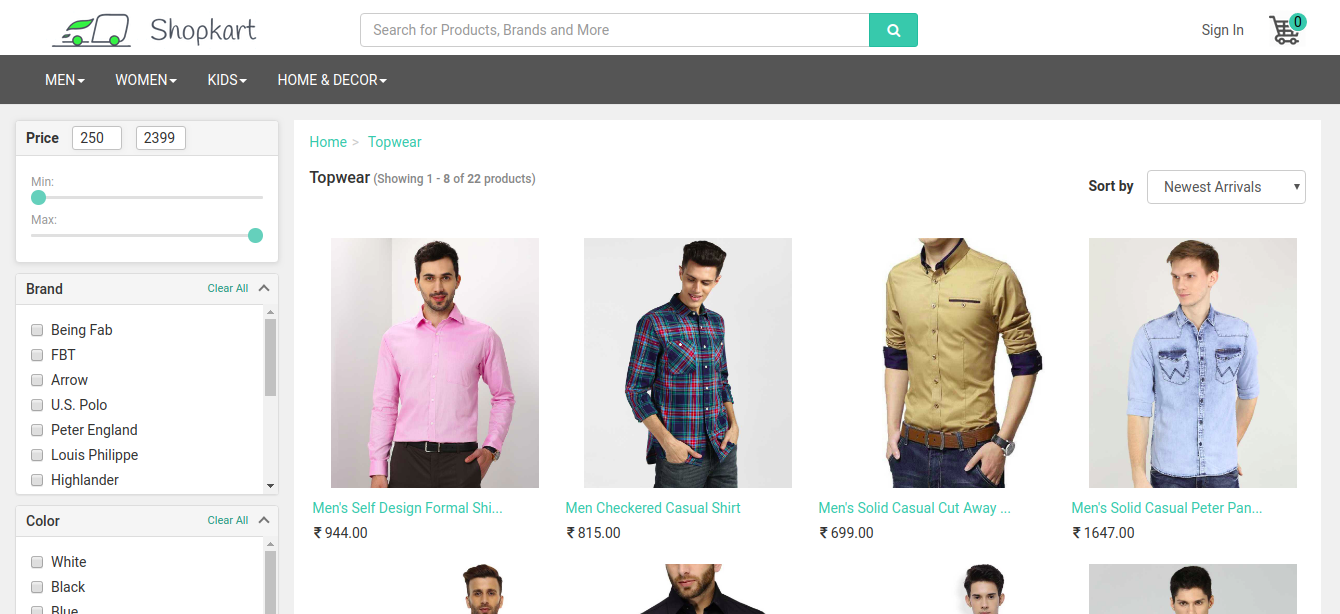 Shopkart
Search for Products, Brands and More
Sign In
0
MEN
WOMEN
KIDS
HOME & DECOR
Price 250 2399
Min:
Max:
Brand Clear All
Being Fab
FBT
Arrow
U.S. Polo
Peter England
Louis Philippe
Highlander
Color Clear All
White
Black
Blue
Home > Topwear
Topwear (Showing 1 - 8 of 22 products)
Sort by Newest Arrivals
Men's Self Design Formal Shi...
₹ 944.00
Men Checkered Casual Shirt
₹ 815.00
Men's Solid Casual Cut Away ...
₹ 699.00
Men's Solid Casual Peter Pan...
₹ 1647.00